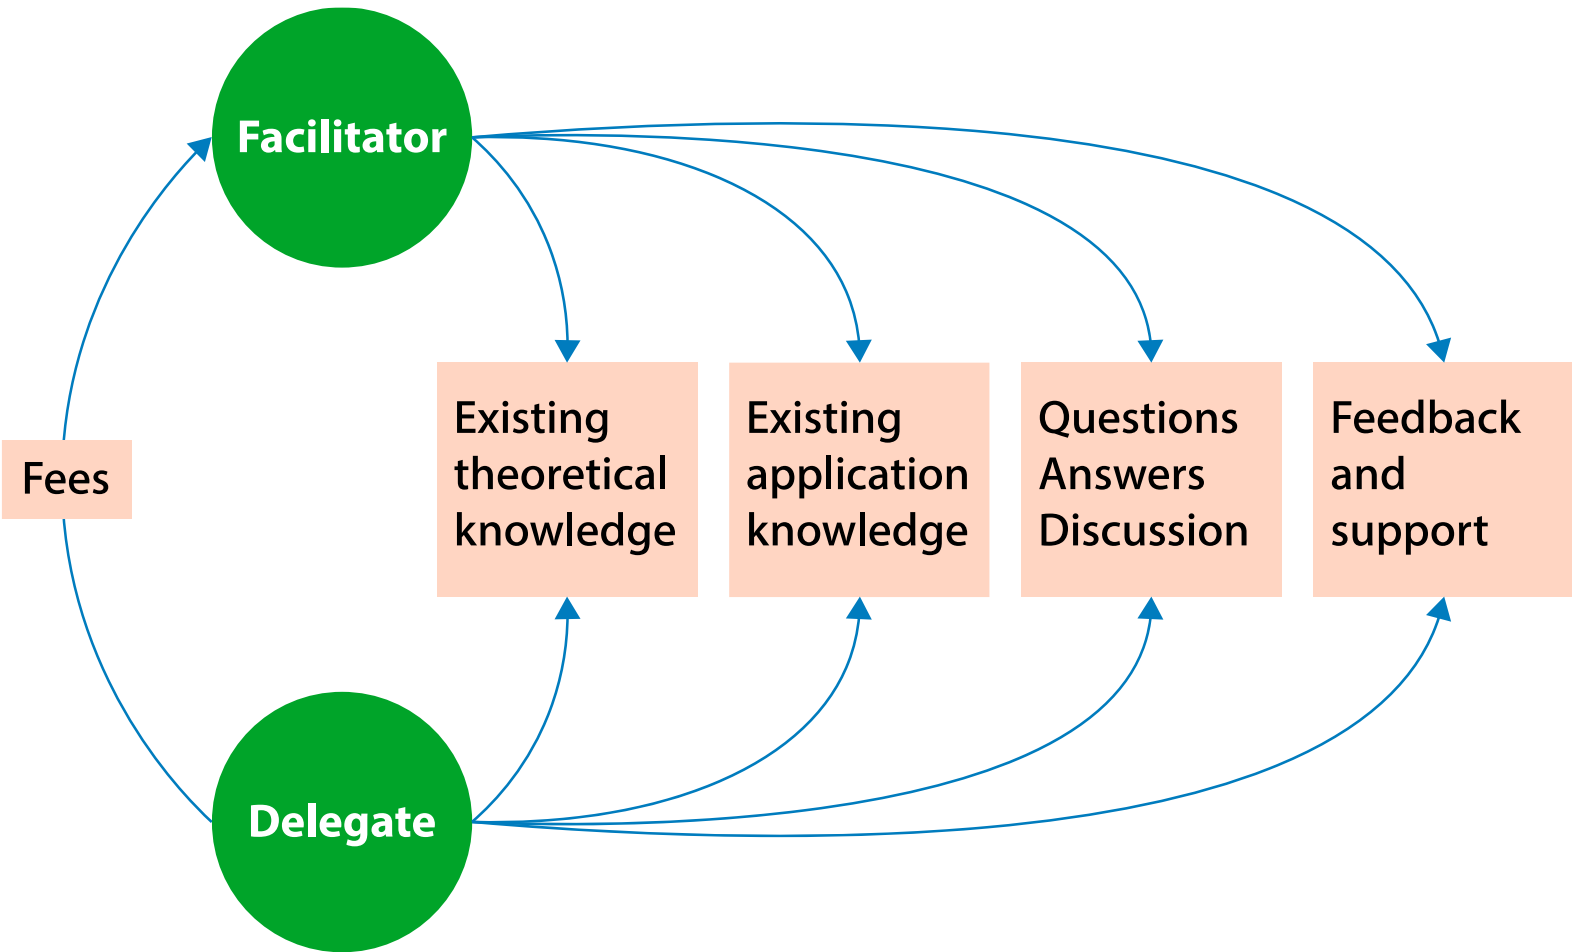 Facilitator
Fees
Existing
theoretical
knowledge
Existing
application
knowledge
Questions
Answers
Discussion
Feedback
and
support
Delegate